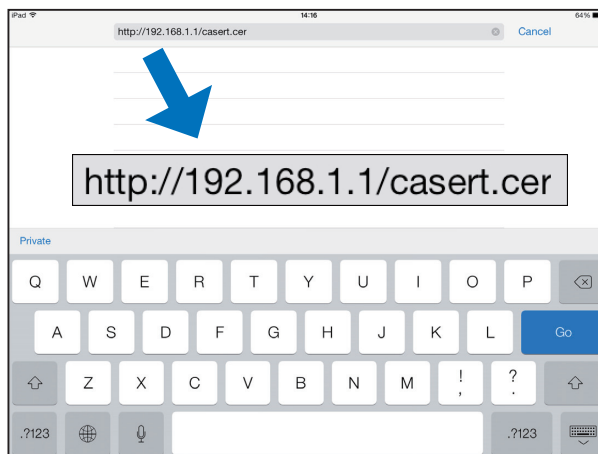 iPad 14:16 64%
http://192.168.1.1/casert.cer Cancel
http://192.168.1.1/casert.cer
Private
Q W E R T Y U I O P
A S D F G H J K L Go
Z X C V B N M ! , ? .
.?123 .?123